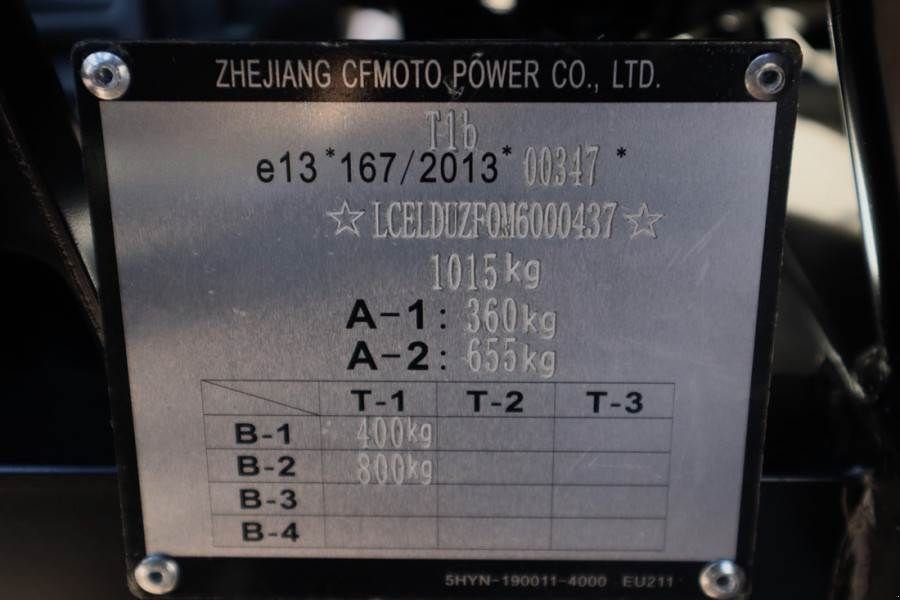 ZHEJIANG CFMOTO PÕWER CO., LTD.
T1b
e13*167/2013*00347*
☆LCELDUZF0M6000437☆
1015kg
A-1: 360kg
A-2: 655kg
T-1 T-2 T-3
B-1 400kg
B-2 800kg
B-3
B-4
5HYN-190011-4000 EU211